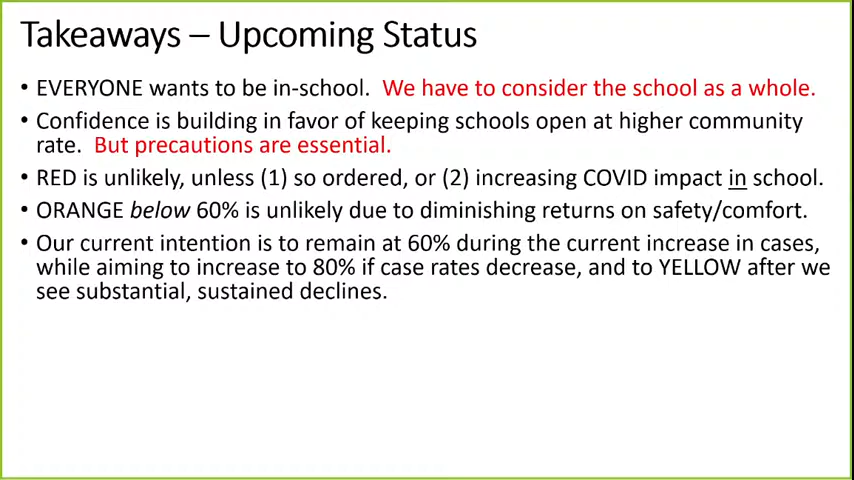 Takeaways – Upcoming Status
• EVERYONE wants to be in-school.  We have to consider the school as a whole.
• Confidence is building in favor of keeping schools open at higher community
rate.  But precautions are essential.
• RED is unlikely, unless (1) so ordered, or (2) increasing COVID impact in school.
• ORANGE below 60% is unlikely due to diminishing returns on safety/comfort.
• Our current intention is to remain at 60% during the current increase in cases,
while aiming to increase to 80% if case rates decrease, and to YELLOW after we
see substantial, sustained declines.